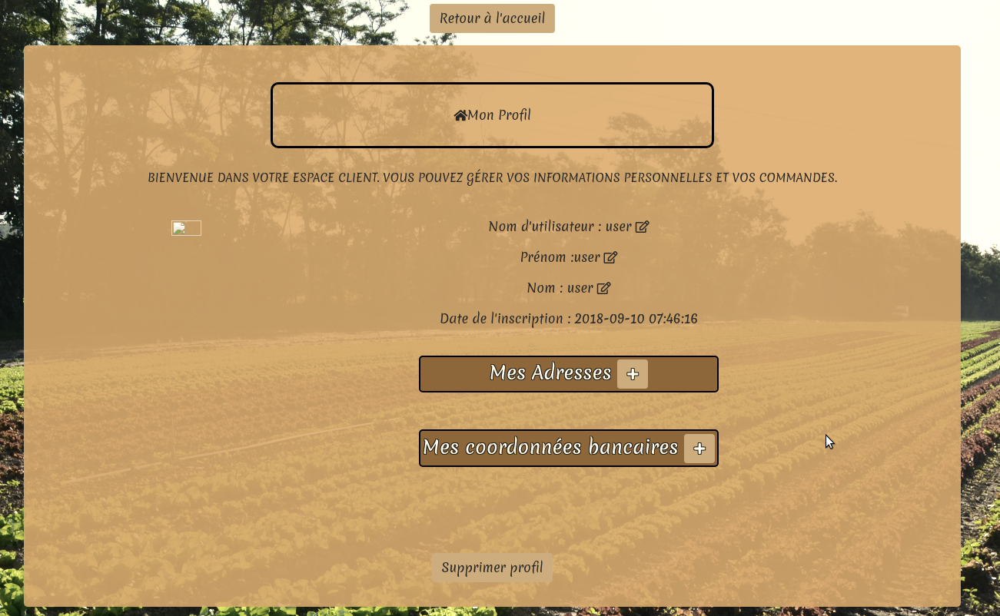 Retour à l'accueil
Mon Profil
BIENVENUE DANS VOTRE ESPACE CLIENT. VOUS POUVEZ GÉRER VOS INFORMATIONS PERSONNELLES ET VOS COMMANDES.
Nom d'utilisateur : user
Prénom :user
Nom : user
Date de l'inscription : 2018-09-10 07:46:16
Mes Adresses +
Mes coordonnées bancaires +
Supprimer profil